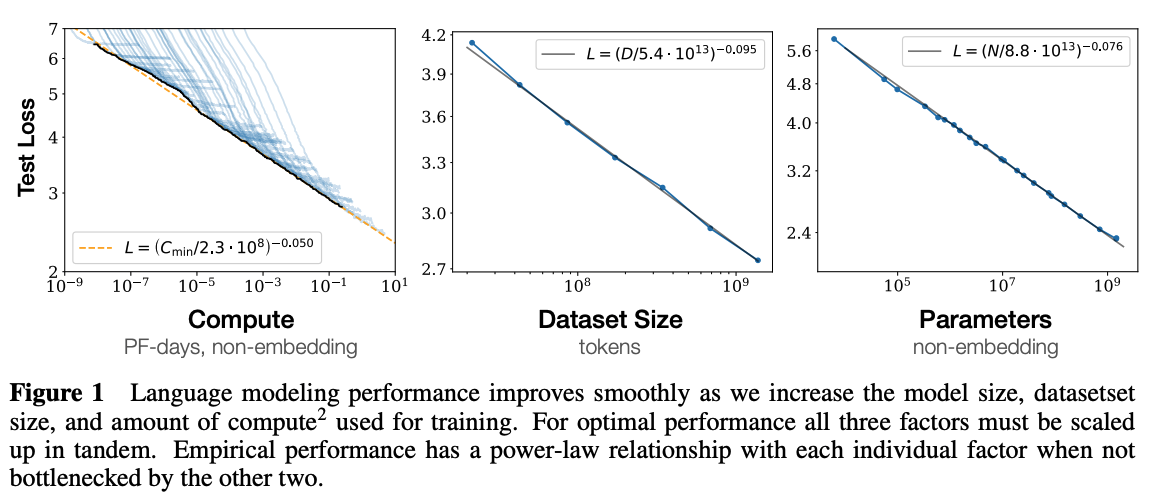 Test Loss
7
6
5
4
3
2
L = (C_min/2.3 · 10^8)^−0.050
10^−9 10^−7 10^−5 10^−3 10^−1 10^1
Compute
PF-days, non-embedding
4.2
3.9
3.6
3.3
3.0
2.7
L = (D/5.4 · 10^13)^−0.095
10^8 10^9
Dataset Size
tokens
5.6
4.8
4.0
3.2
2.4
L = (N/8.8 · 10^13)^−0.076
10^5 10^7 10^9
Parameters
non-embedding
Figure 1 Language modeling performance improves smoothly as we increase the model size, datasetset
size, and amount of compute^2 used for training. For optimal performance all three factors must be scaled
up in tandem. Empirical performance has a power-law relationship with each individual factor when not
bottlenecked by the other two.